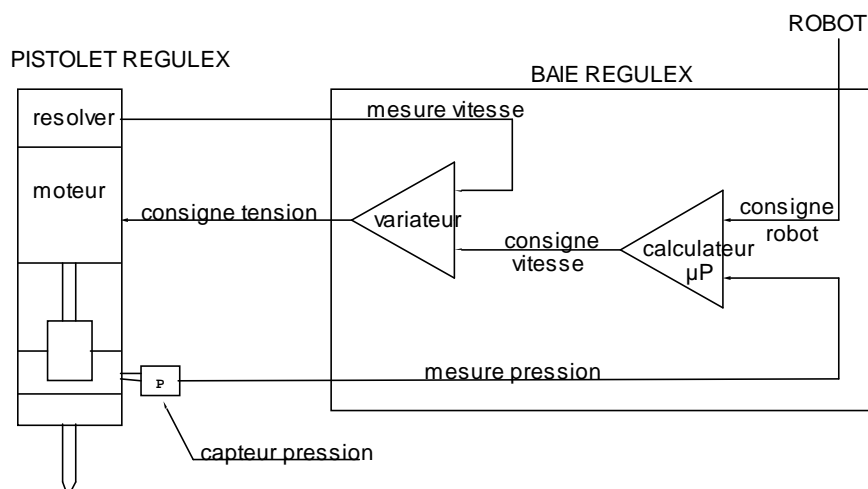 ROBOT
PISTOLET REGULEX
BAIE REGULEX
resolver
mesure vitesse
moteur
consigne tension
variateur
consigne
vitesse
calculateur
µP
consigne
robot
P
mesure pression
capteur pression